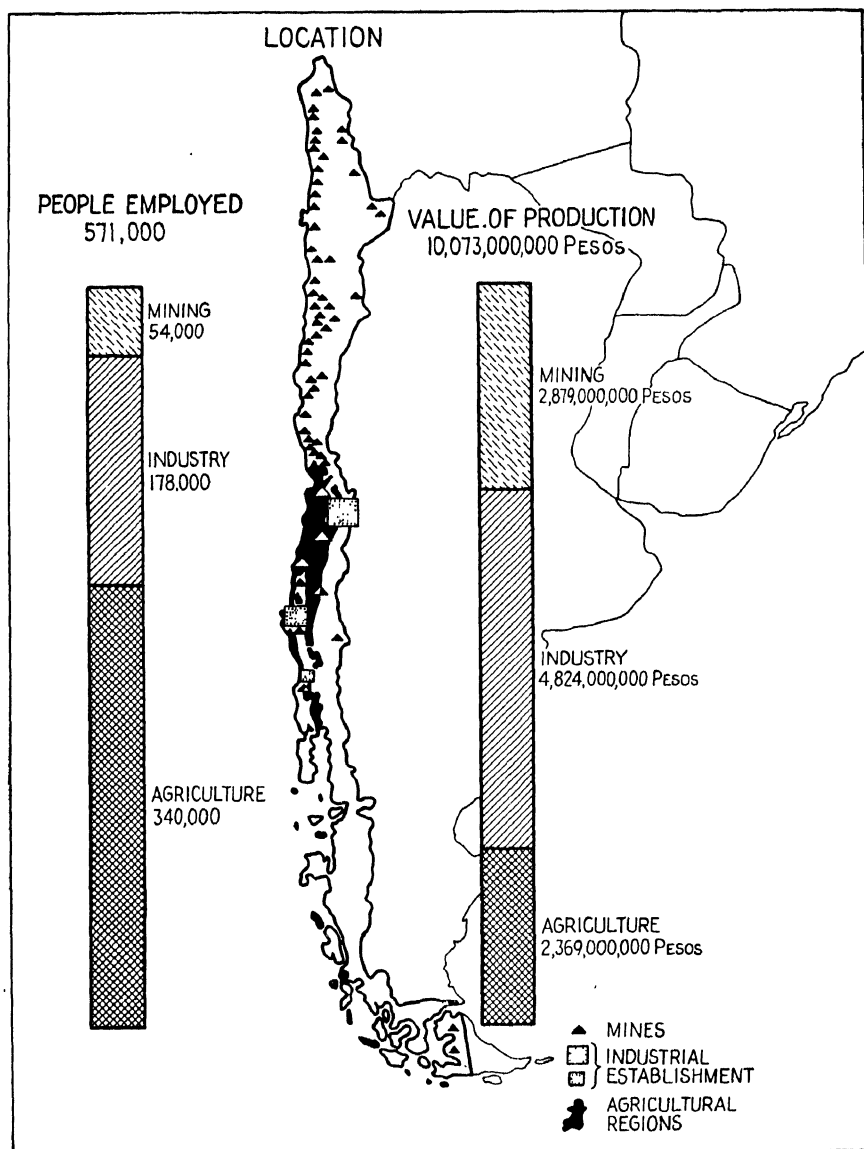 LOCATION
PEOPLE EMPLOYED
571,000
MINING
54,000
INDUSTRY
178.000
AGRICULTURE
340,000
VALUE.OF PRODUCTION
10,073,000,000 PESOS
MINING
2,879,000,000 PESOS
INDUSTRY
4,824,000,000 PESOS
AGRICULTURE
2,369,000,000 PESOS
MINES
INDUSTRIAL
ESTABLISHMENT
AGRICULTURAL
REGIONS